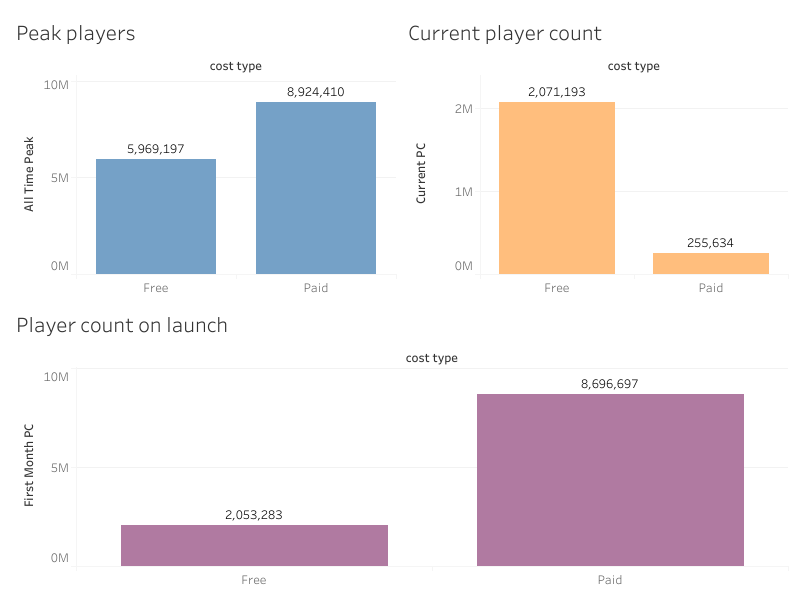 Peak players
cost type
10M
5M
0M
All Time Peak
5,969,197
8,924,410
Free
Paid
Current player count
cost type
2M
1M
0M
Current PC
2,071,193
255,634
Free
Paid
Player count on launch
cost type
10M
5M
0M
First Month PC
2,053,283
8,696,697
Free
Paid